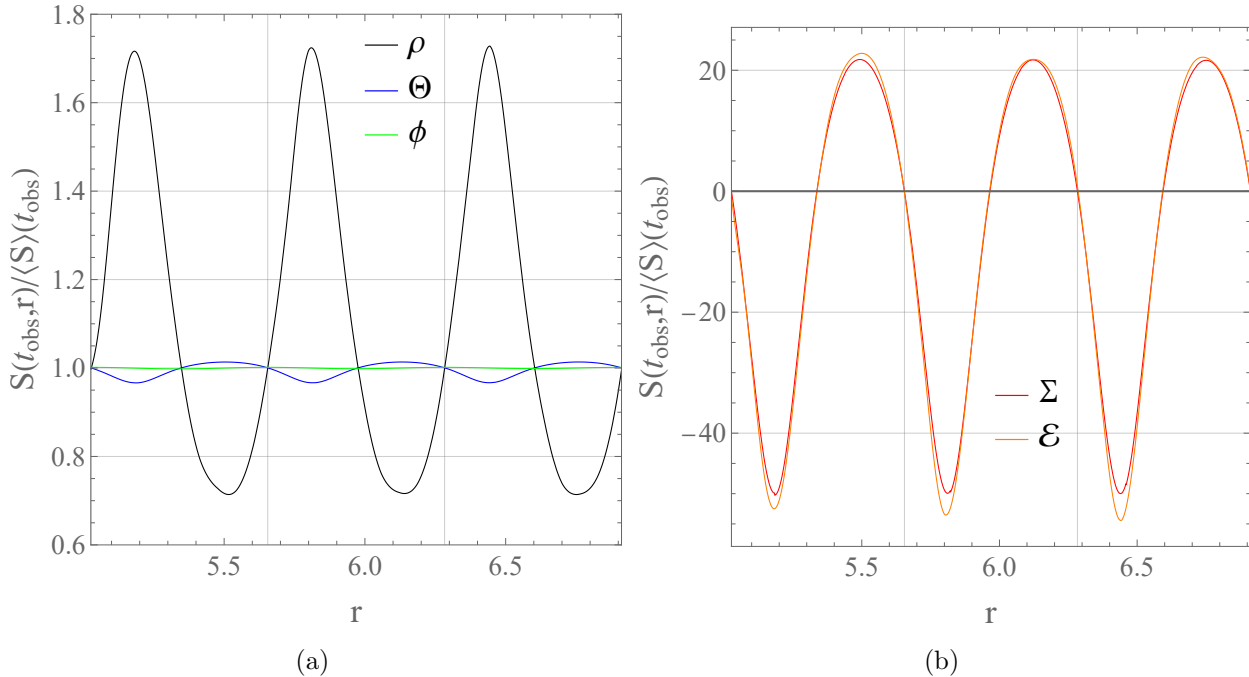 S(t_obs,r)/⟨S⟩(t_obs)
1.8
1.6
1.4
1.2
1.0
0.8
0.6
ρ
Θ
ϕ
5.5
6.0
6.5
r
(a)
S(t_obs,r)/⟨S⟩(t_obs)
20
0
−20
−40
Σ
ℰ
5.5
6.0
6.5
r
(b)